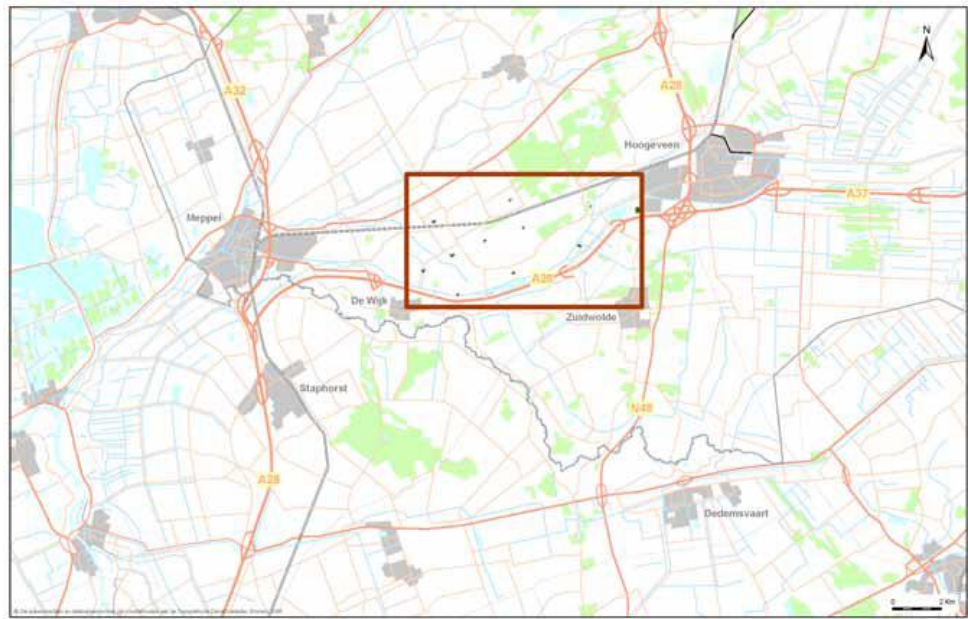 N
A32
A28
Hoogeveen
A37
Meppel
A28
De Wijk
Zuidwolde
Staphorst
N48
A28
Dedemsvaart
0 2 Km